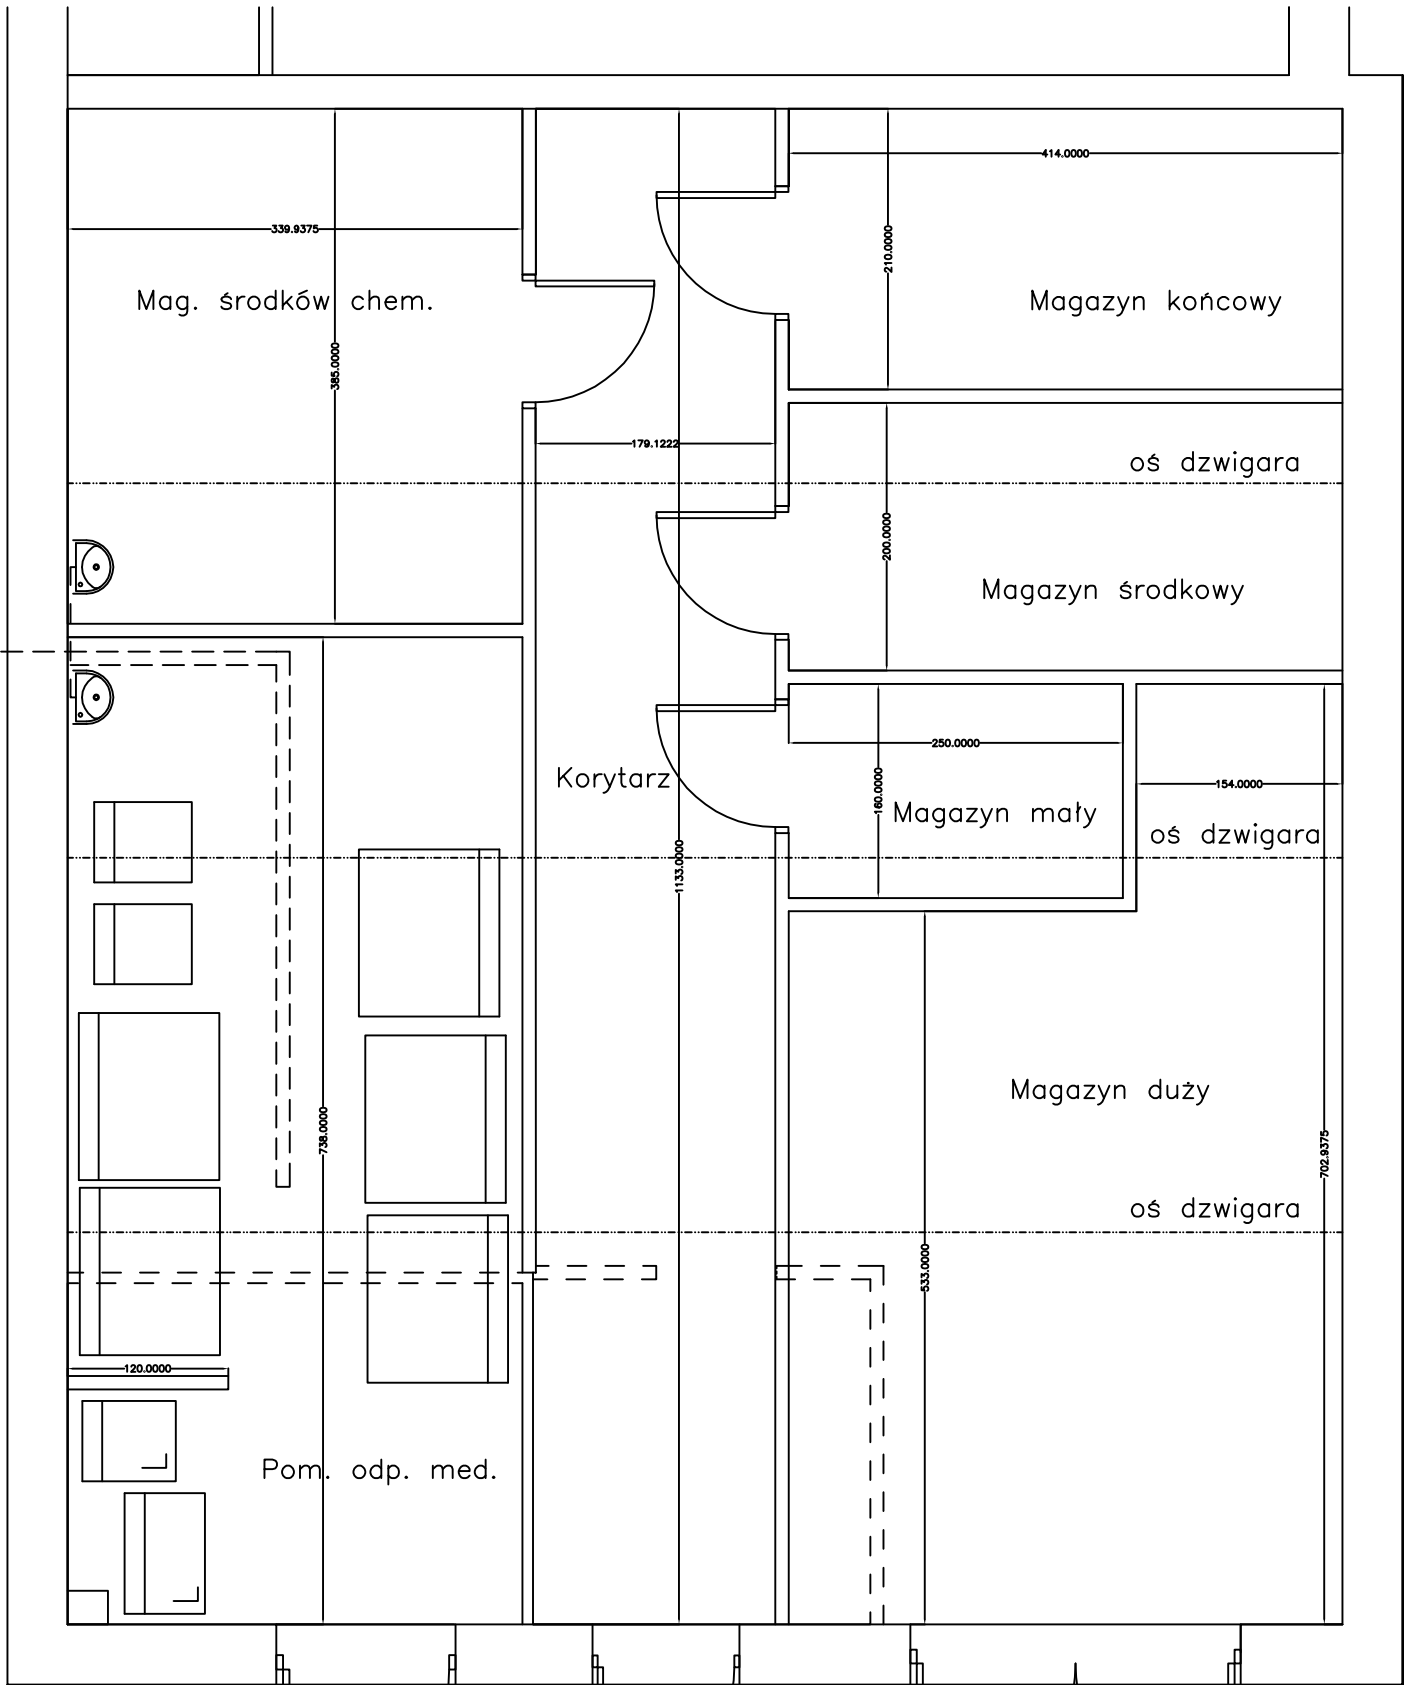 414.0000
339.9375
210.0000
Mag. środków chem.
Magazyn końcowy
385.0000
179.1222
oś dzwigara
200.0000
Magazyn środkowy
250.0000
Korytarz
160.0000
154.0000
Magazyn mały
oś dzwigara
1133.0000
Magazyn duży
738.0000
702.9375
oś dzwigara
533.0000
120.0000
Pom. odp. med.